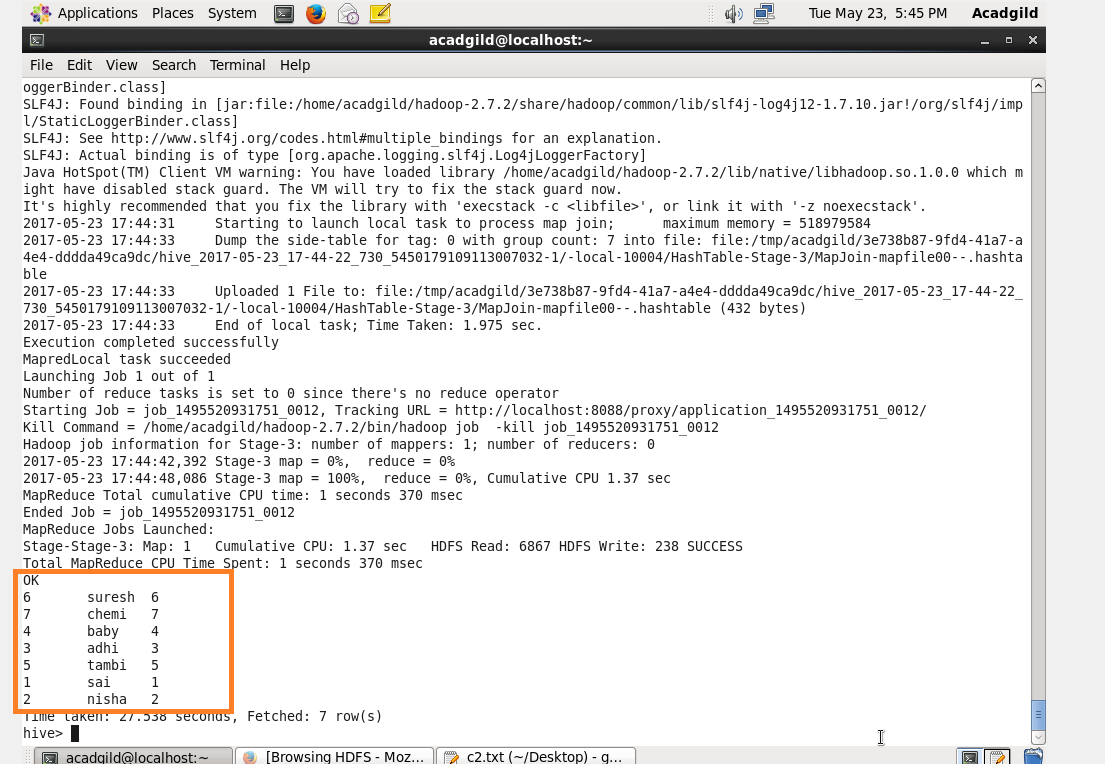 Applications Places System Tue May 23, 5:45 PM Acadgild
acadgild@localhost:~
File Edit View Search Terminal Help
oggerBinder.class]
SLF4J: Found binding in [jar:file:/home/acadgild/hadoop-2.7.2/share/hadoop/common/lib/slf4j-log4j12-1.7.10.jar!/org/slf4j/imp
l/StaticLoggerBinder.class]
SLF4J: See http://www.slf4j.org/codes.html#multiple_bindings for an explanation.
SLF4J: Actual binding is of type [org.apache.logging.slf4j.Log4jLoggerFactory]
Java HotSpot(TM) Client VM warning: You have loaded library /home/acadgild/hadoop-2.7.2/lib/native/libhadoop.so.1.0.0 which m
ight have disabled stack guard. The VM will try to fix the stack guard now.
It's highly recommended that you fix the library with 'execstack -c <libfile>', or link it with '-z noexecstack'.
2017-05-23 17:44:31     Starting to launch local task to process map join;      maximum memory = 518979584
2017-05-23 17:44:33     Dump the side-table for tag: 0 with group count: 7 into file: file:/tmp/acadgild/3e738b87-9fd4-41a7-a
4e4-dddda49ca9dc/hive_2017-05-23_17-44-22_730_5450179109113007032-1/-local-10004/HashTable-Stage-3/MapJoin-mapfile00--.hashta
ble
2017-05-23 17:44:33     Uploaded 1 File to: file:/tmp/acadgild/3e738b87-9fd4-41a7-a4e4-dddda49ca9dc/hive_2017-05-23_17-44-22_
730_5450179109113007032-1/-local-10004/HashTable-Stage-3/MapJoin-mapfile00--.hashtable (432 bytes)
2017-05-23 17:44:33     End of local task; Time Taken: 1.975 sec.
Execution completed successfully
MapredLocal task succeeded
Launching Job 1 out of 1
Number of reduce tasks is set to 0 since there's no reduce operator
Starting Job = job_1495520931751_0012, Tracking URL = http://localhost:8088/proxy/application_1495520931751_0012/
Kill Command = /home/acadgild/hadoop-2.7.2/bin/hadoop job  -kill job_1495520931751_0012
Hadoop job information for Stage-3: number of mappers: 1; number of reducers: 0
2017-05-23 17:44:42,392 Stage-3 map = 0%,  reduce = 0%
2017-05-23 17:44:48,086 Stage-3 map = 100%,  reduce = 0%, Cumulative CPU 1.37 sec
MapReduce Total cumulative CPU time: 1 seconds 370 msec
Ended Job = job_1495520931751_0012
MapReduce Jobs Launched:
Stage-Stage-3: Map: 1   Cumulative CPU: 1.37 sec   HDFS Read: 6867 HDFS Write: 238 SUCCESS
Total MapReduce CPU Time Spent: 1 seconds 370 msec
OK
6       suresh  6
7       chemi   7
4       baby    4
3       adhi    3
5       tambi   5
1       sai     1
2       nisha   2
Time taken: 27.538 seconds, Fetched: 7 row(s)
hive>
acadgild@localhost:~ [Browsing HDFS - Moz... c2.txt (~/Desktop) - g...